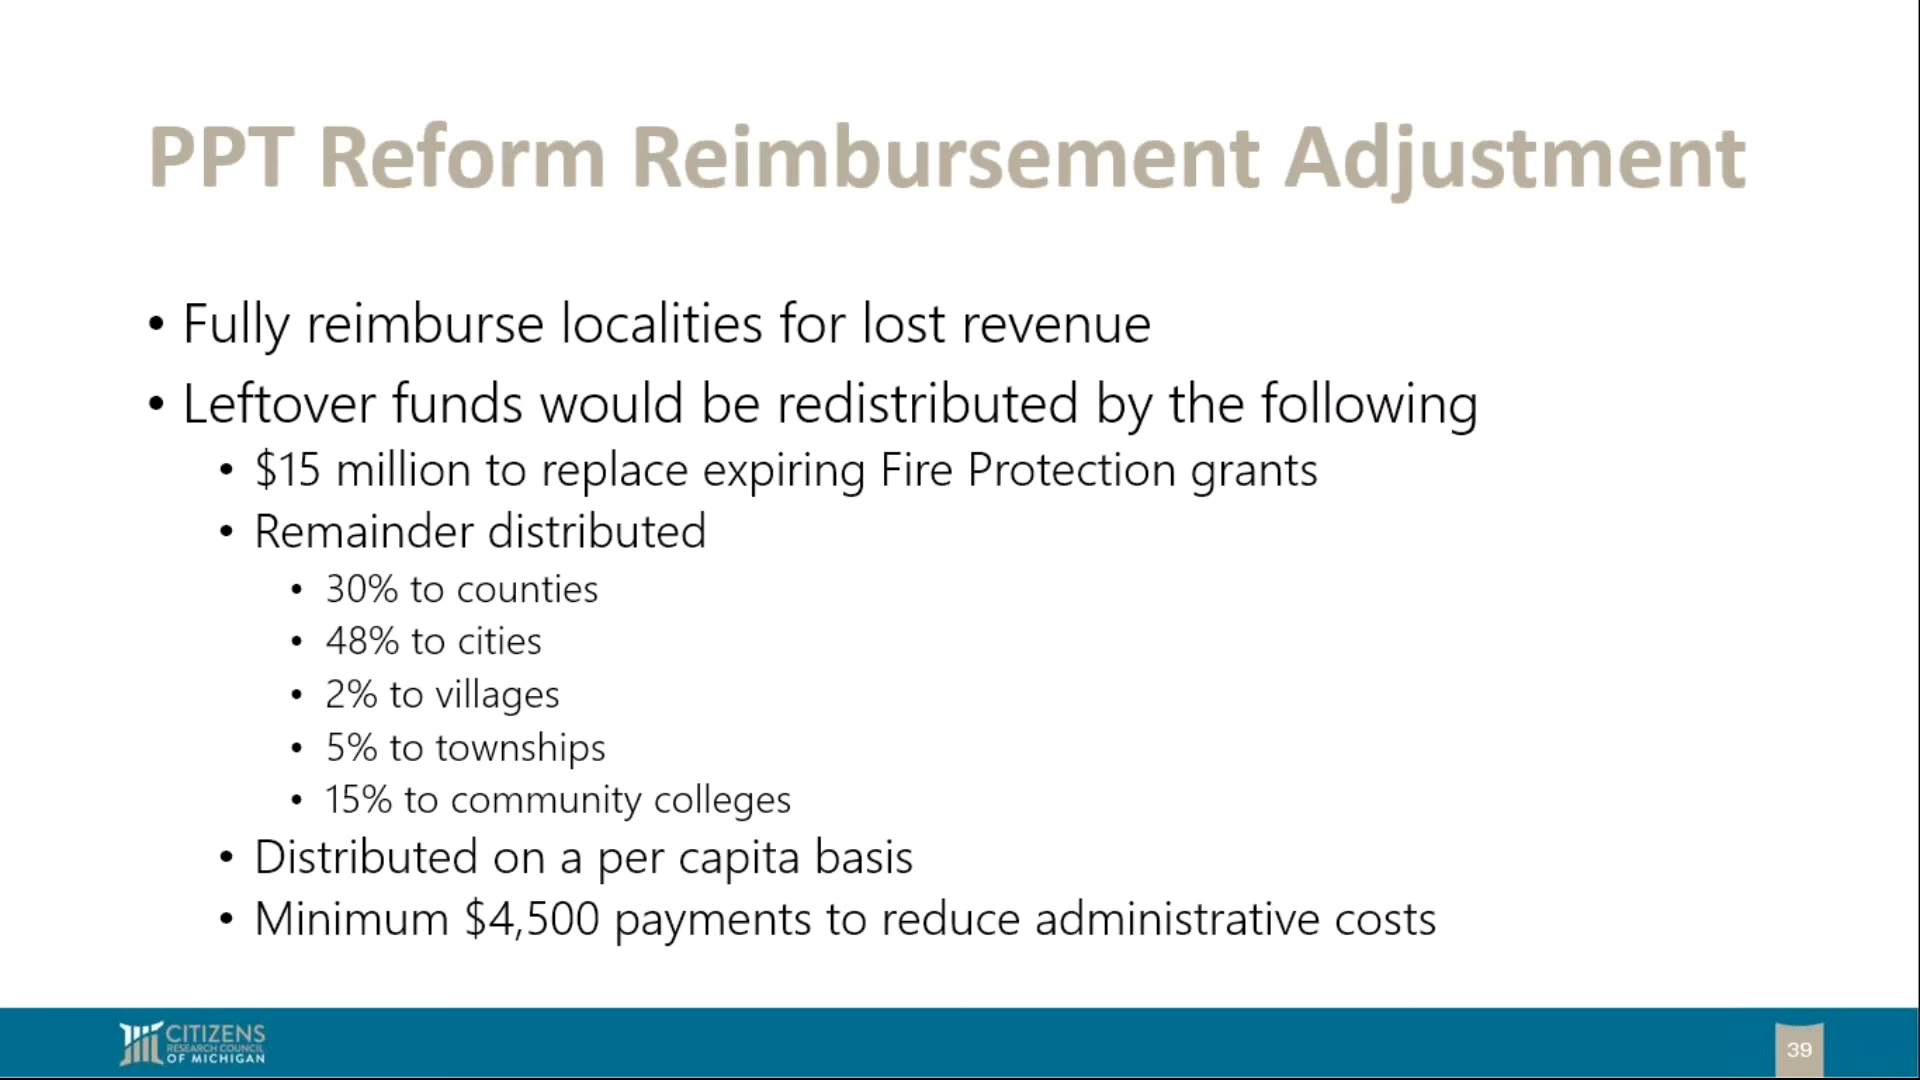 PPT Reform Reimbursement Adjustment
• Fully reimburse localities for lost revenue
• Leftover funds would be redistributed by the following
• $15 million to replace expiring Fire Protection grants
• Remainder distributed
• 30% to counties
• 48% to cities
• 2% to villages
• 5% to townships
• 15% to community colleges
• Distributed on a per capita basis
• Minimum $4,500 payments to reduce administrative costs
CITIZENS
RESEARCH COUNCIL
OF MICHIGAN
39